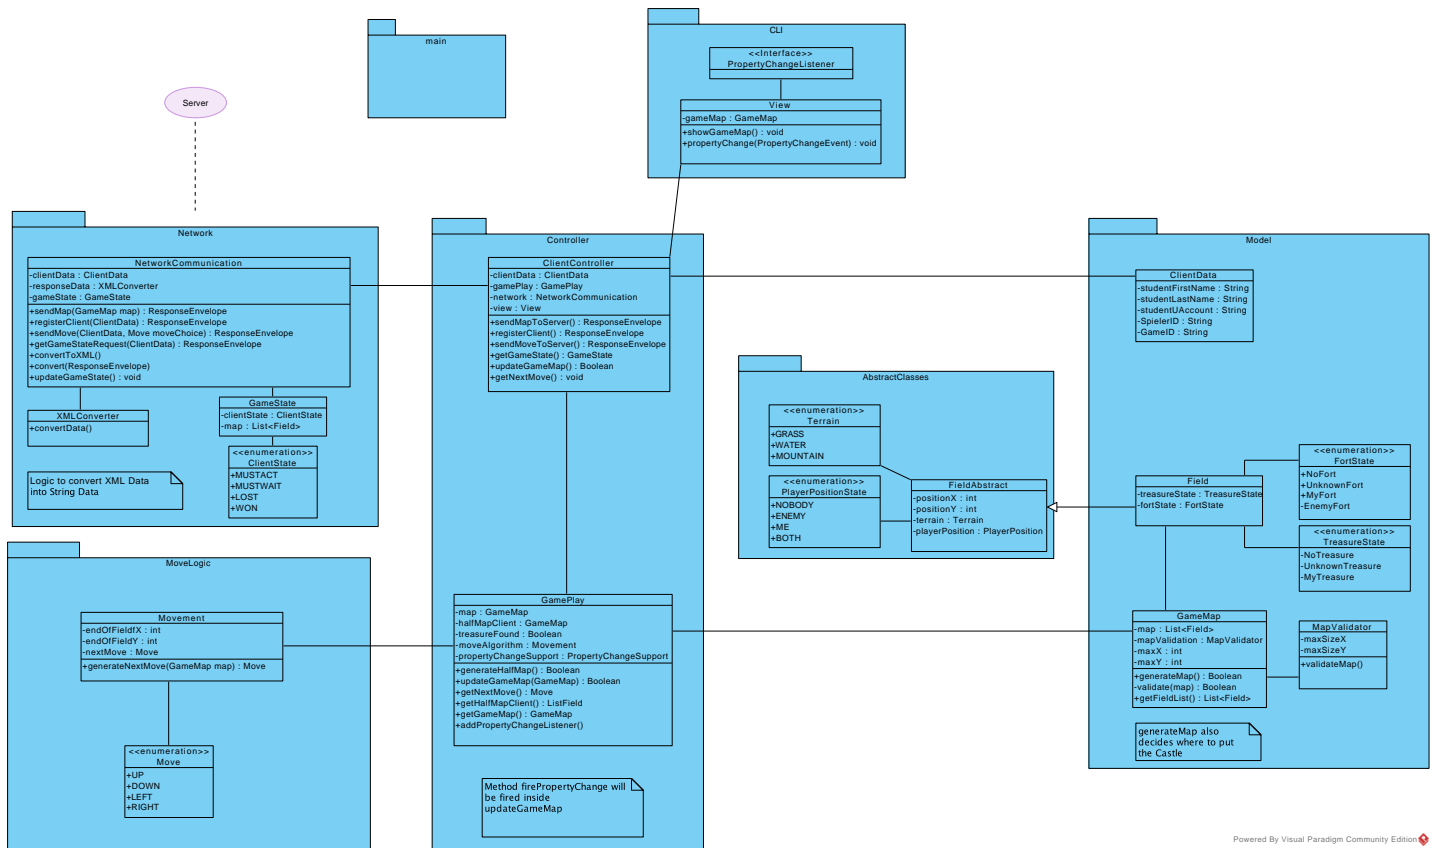 main
CLI
<<Interface>>
PropertyChangeListener
View
-gameMap : GameMap
+showGameMap() : void
+propertyChange(PropertyChangeEvent) : void
Server
Network
NetworkCommunication
-clientData : ClientData
-responseData : XMLConverter
-gameState : GameState
+sendMap(GameMap map) : ResponseEnvelope
+registerClient(ClientData) : ResponseEnvelope
+sendMove(ClientData, Move moveChoice) : ResponseEnvelope
+getGameStateRequest(ClientData) : ResponseEnvelope
+convertToXML()
+convert(ResponseEnvelope)
+updateGameState() : void
XMLConverter
+convertData()
GameState
-clientState : ClientState
-map : List<Field>
<<enumeration>>
ClientState
+MUSTACT
+MUSTWAIT
+LOST
+WON
Logic to convert XML Data
into String Data
Controller
ClientController
-clientData : ClientData
-gamePlay : GamePlay
-network : NetworkCommunication
-view : View
+sendMapToServer() : ResponseEnvelope
+registerClient() : ResponseEnvelope
+sendMoveToServer() : ResponseEnvelope
+getGameState() : GameState
+updateGameMap() : Boolean
+getNextMove() : void
GamePlay
-map : GameMap
-halfMapClient : GameMap
-treasureFound : Boolean
-moveAlgorithm : Movement
-propertyChangeSupport : PropertyChangeSupport
+generateHalfMap() : Boolean
+updateGameMap(GameMap) : Boolean
+getNextMove() : Move
+getHalfMapClient() : ListField
+getGameMap() : GameMap
+addPropertyChangeListener()
Method firePropertyChange will
be fired inside
updateGameMap
MoveLogic
Movement
-endOfFieldfX : int
-endOfFieldY : int
-nextMove : Move
+generateNextMove(GameMap map) : Move
<<enumeration>>
Move
+UP
+DOWN
+LEFT
+RIGHT
AbstractClasses
<<enumeration>>
Terrain
+GRASS
+WATER
+MOUNTAIN
<<enumeration>>
PlayerPositionState
+NOBODY
+ENEMY
+ME
+BOTH
FieldAbstract
-positionX : int
-positionY : int
-terrain : Terrain
-playerPosition : PlayerPosition
Model
ClientData
-studentFirstName : String
-studentLastName : String
-studentUAccount : String
-SpielerID : String
-GameID : String
Field
-treasureState : TreasureState
-fortState : FortState
<<enumeration>>
FortState
+NoFort
+UnknownFort
+MyFort
-EnemyFort
<<enumeration>>
TreasureState
-NoTreasure
-UnknownTreasure
-MyTreasure
GameMap
-map : List<Field>
-mapValidation : MapValidator
-maxX : int
-maxY : int
+generateMap() : Boolean
-validate(map) : Boolean
+getFieldList() : List<Field>
MapValidator
-maxSizeX
-maxSizeY
+validateMap()
generateMap also
decides where to put
the Castle
Powered By Visual Paradigm Community Edition